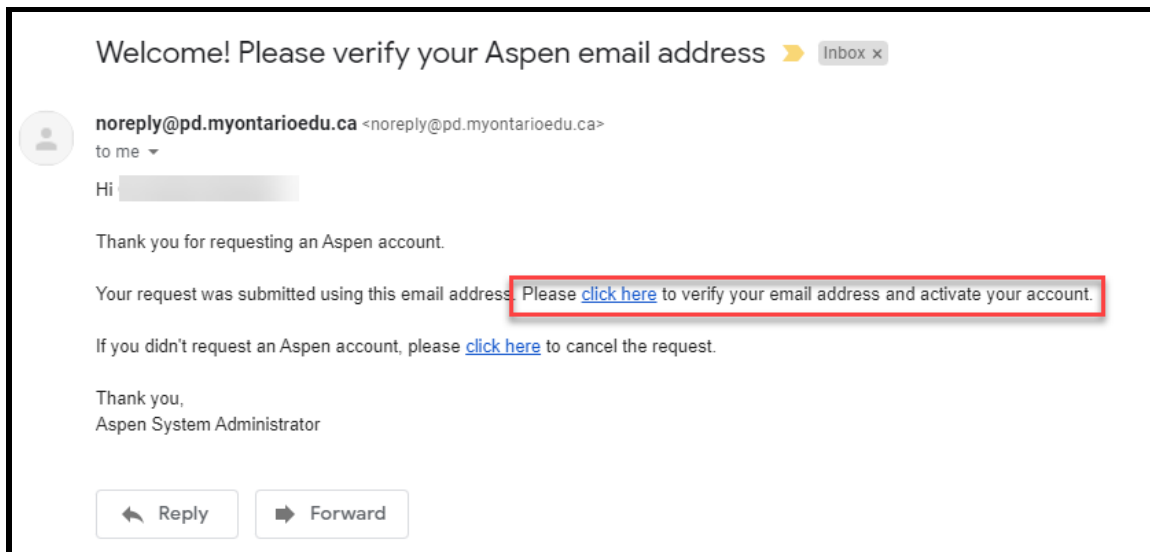 Welcome! Please verify your Aspen email address Inbox x
noreply@pd.myontarioedu.ca <noreply@pd.myontarioedu.ca>
to me
Hi
Thank you for requesting an Aspen account.
Your request was submitted using this email address. Please click here to verify your email address and activate your account.
If you didn't request an Aspen account, please click here to cancel the request.
Thank you,
Aspen System Administrator
Reply Forward